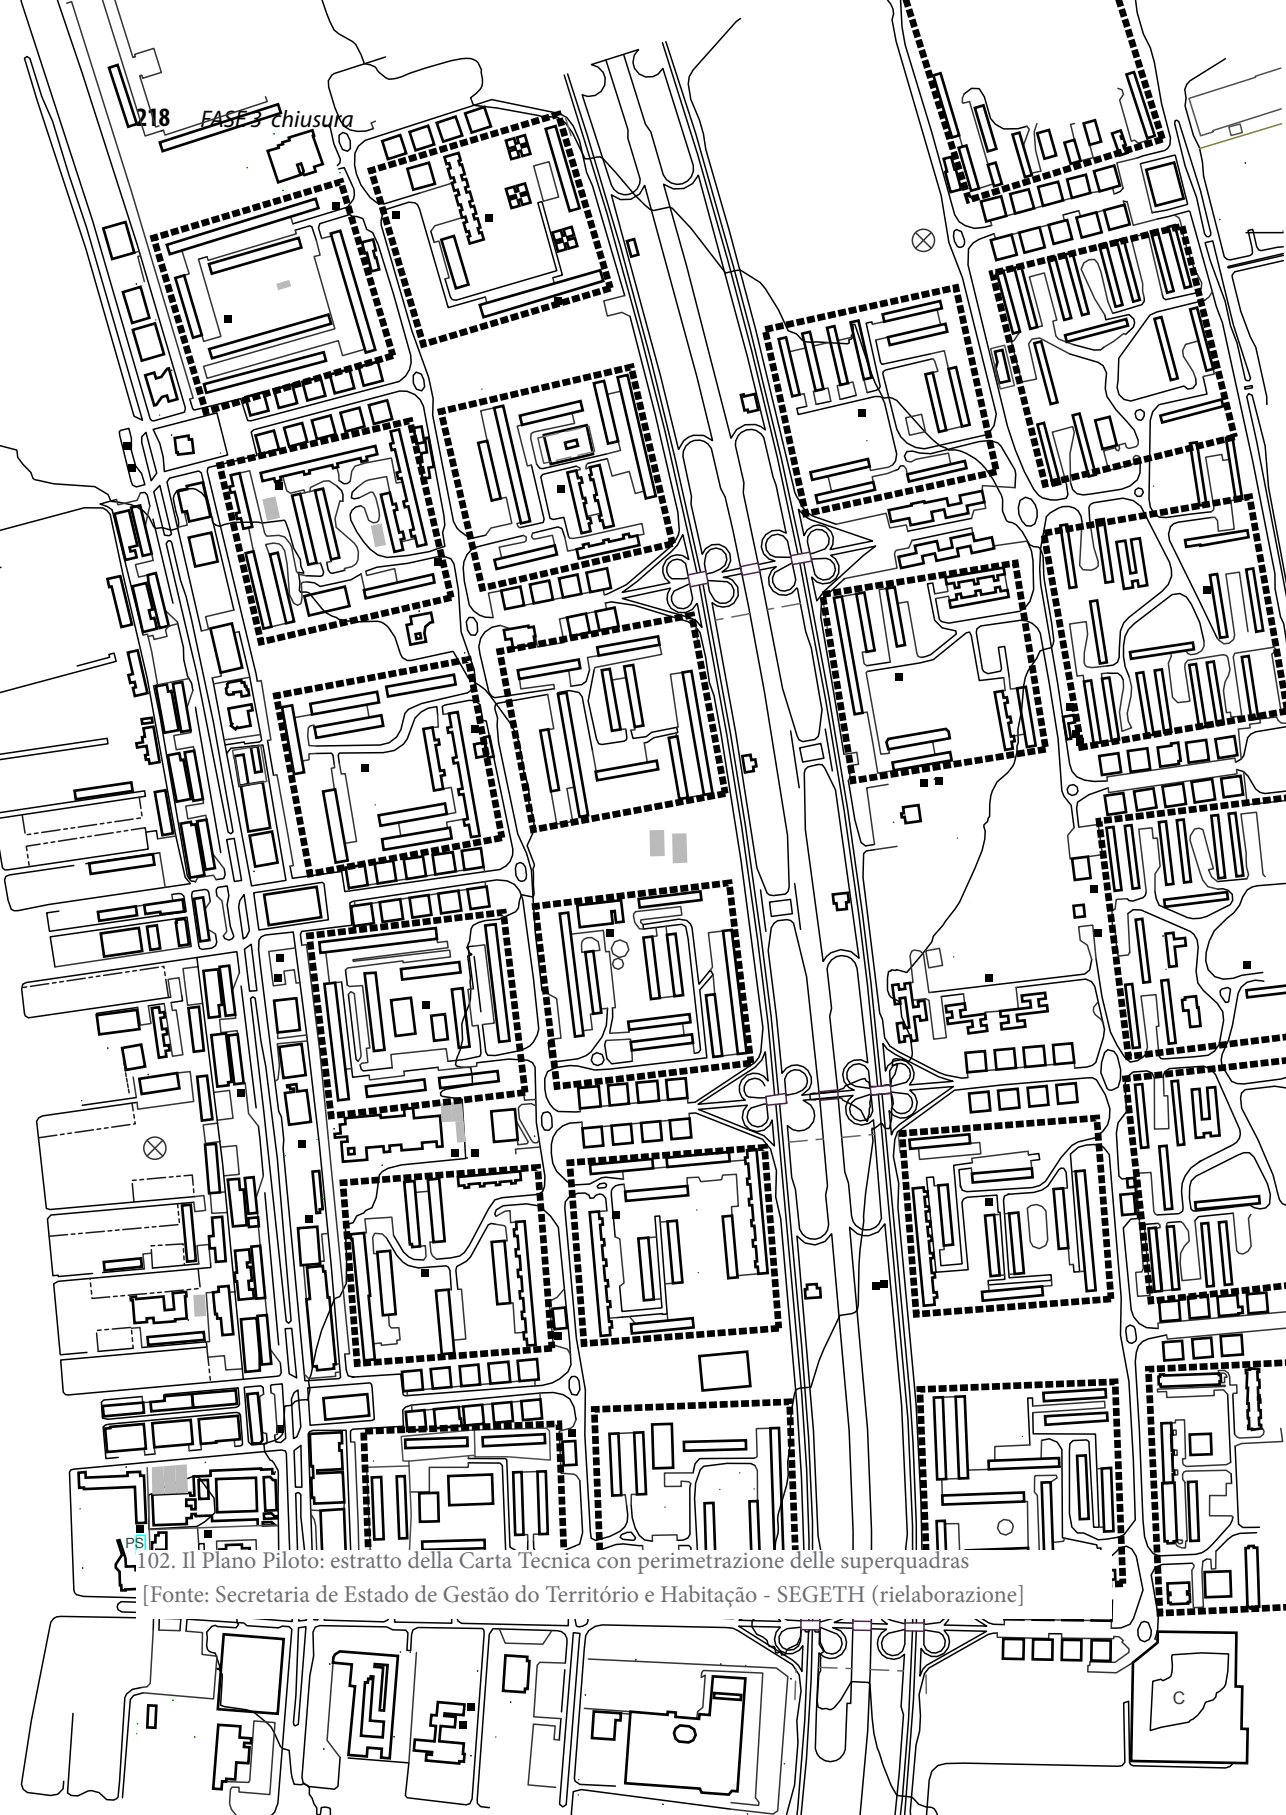 218 FASE 3 chiusura
PS
102. Il Plano Piloto: estratto della Carta Tecnica con perimetrazione delle superquadras
[Fonte: Secretaria de Estado de Gestão do Território e Habitação - SEGETH (rielaborazione]
C